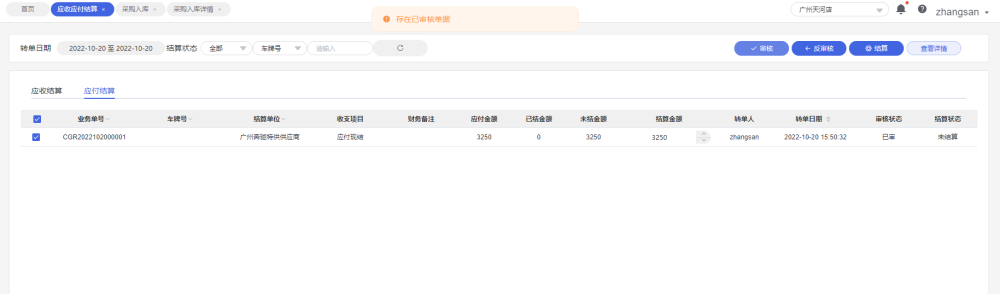 首页 应收应付结算 × 采购入库 × 采购入库详情 × 广州天河店 zhangsan
存在已审核单据
转单日期 2022-10-20 至 2022-10-20 结算状态 全部 车牌号 请输入 审核 反审核 结算 查看详情
应收结算 应付结算
业务单号 车牌号 结算单位 收支项目 财务备注 应付金额 已结金额 未结金额 结算金额 转单人 转单日期 审核状态 结算状态
CGR2022102000001 广州奔驰特供供应商 应付现结 3250 0 3250 3250 zhangsan 2022-10-20 15:50:32 已审 未结算